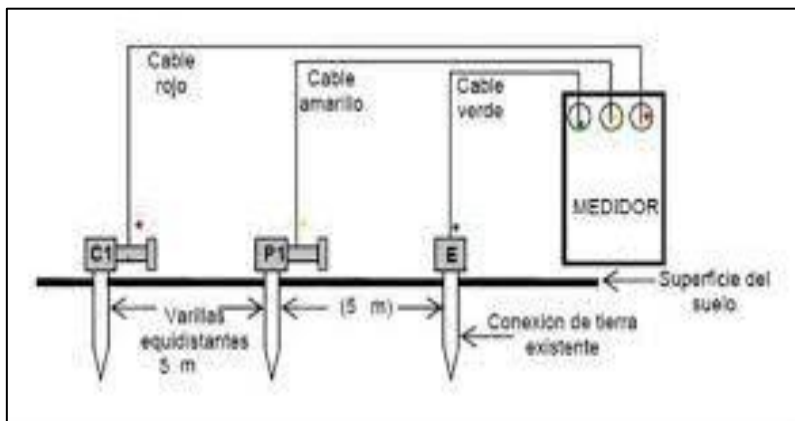 Cable
rojo
Cable
amarillo.
Cable
verde
MEDIDOR
C1
P1
E
Superficie del
suelo.
Varillas
equidistantes
5 m
(5 m)
Conexión de tierra
existente